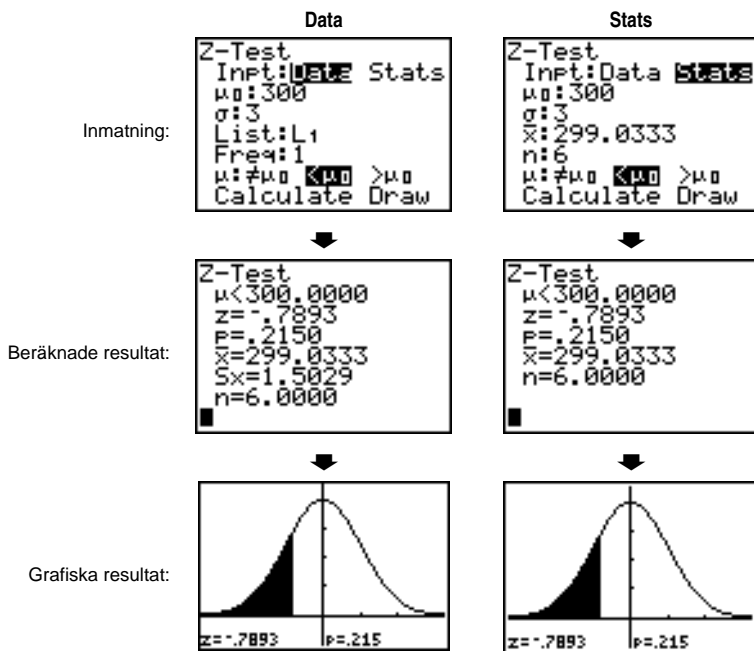 Data
Stats
Inmatning:
Z-Test
Inpt:Data Stats
μ0:300
σ:3
List:L1
Freq:1
μ:≠μ0 <μ0 >μ0
Calculate Draw
Z-Test
Inpt:Data Stats
μ0:300
σ:3
x̄:299.0333
n:6
μ:≠μ0 <μ0 >μ0
Calculate Draw
Beräknade resultat:
Z-Test
μ<300.0000
z=-.7893
p=.2150
x̄=299.0333
Sx=1.5029
n=6.0000
Z-Test
μ<300.0000
z=-.7893
p=.2150
x̄=299.0333
n=6.0000
Grafiska resultat:
z=-.7893 p=.215
z=-.7893 p=.215